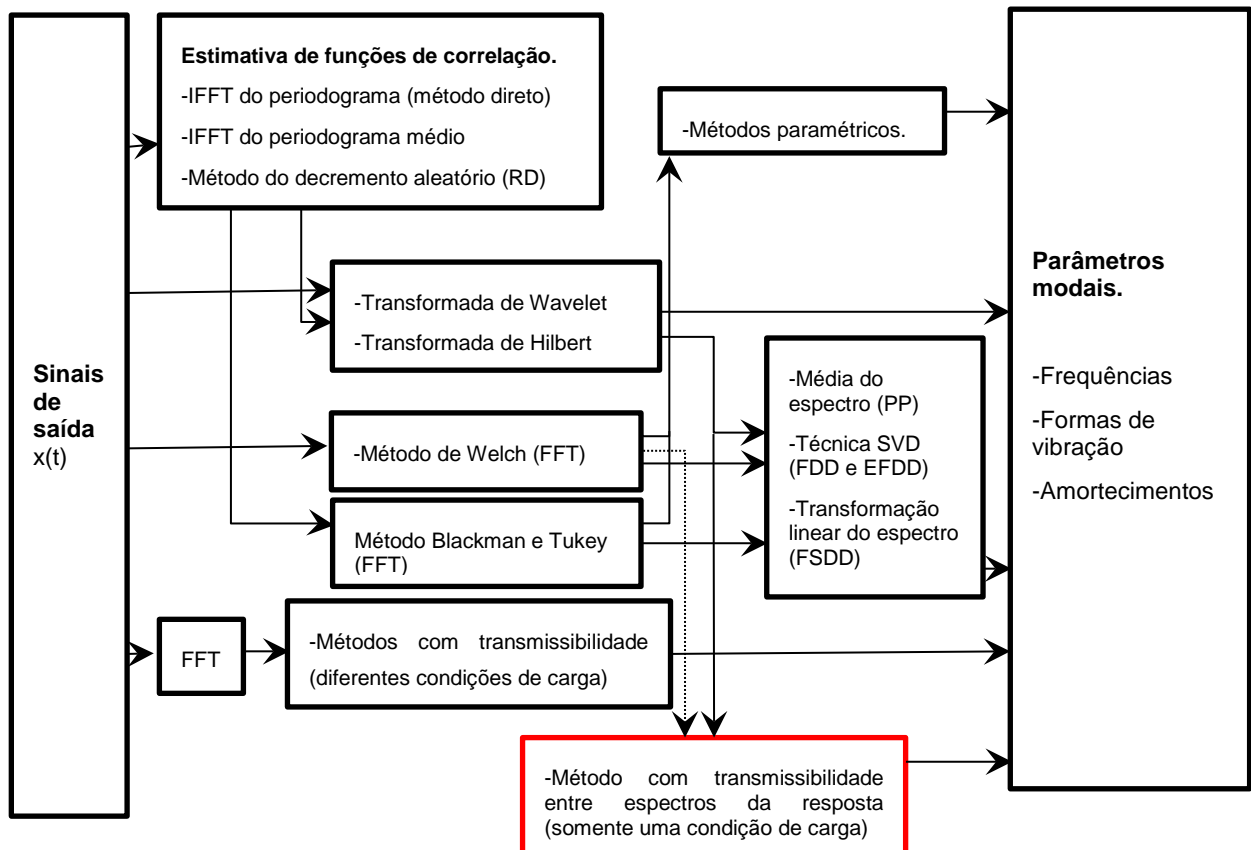 Sinais
de
saída
x(t)
Estimativa de funções de correlação.
-IFFT do periodograma (método direto)
-IFFT do periodograma médio
-Método do decremento aleatório (RD)
-Transformada de Wavelet
-Transformada de Hilbert
-Método de Welch (FFT)
Método Blackman e Tukey
(FFT)
FFT
-Métodos com transmissibilidade
(diferentes condições de carga)
-Métodos paramétricos.
-Média do
espectro (PP)
-Técnica SVD
(FDD e EFDD)
-Transformação
linear do espectro
(FSDD)
-Método com transmissibilidade
entre espectros da resposta
(somente uma condição de carga)
Parâmetros
modais.
-Frequências
-Formas de
vibração
-Amortecimentos